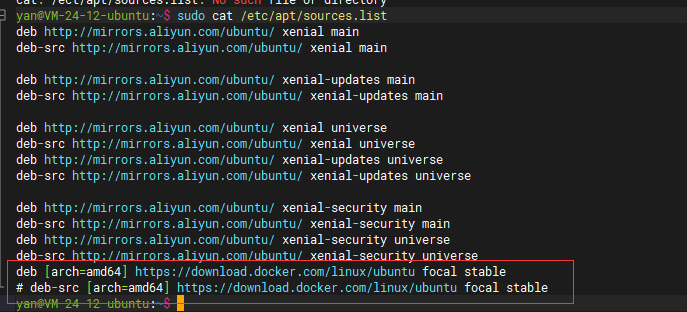 cat: /ect/apt/sources.list: No such file or directory
yan@VM-24-12-ubuntu:~$ sudo cat /etc/apt/sources.list
deb http://mirrors.aliyun.com/ubuntu/ xenial main
deb-src http://mirrors.aliyun.com/ubuntu/ xenial main
deb http://mirrors.aliyun.com/ubuntu/ xenial-updates main
deb-src http://mirrors.aliyun.com/ubuntu/ xenial-updates main
deb http://mirrors.aliyun.com/ubuntu/ xenial universe
deb-src http://mirrors.aliyun.com/ubuntu/ xenial universe
deb http://mirrors.aliyun.com/ubuntu/ xenial-updates universe
deb-src http://mirrors.aliyun.com/ubuntu/ xenial-updates universe
deb http://mirrors.aliyun.com/ubuntu/ xenial-security main
deb-src http://mirrors.aliyun.com/ubuntu/ xenial-security main
deb http://mirrors.aliyun.com/ubuntu/ xenial-security universe
deb-src http://mirrors.aliyun.com/ubuntu/ xenial-security universe
deb [arch=amd64] https://download.docker.com/linux/ubuntu focal stable
# deb-src [arch=amd64] https://download.docker.com/linux/ubuntu focal stable
yan@VM-24-12-ubuntu:~$